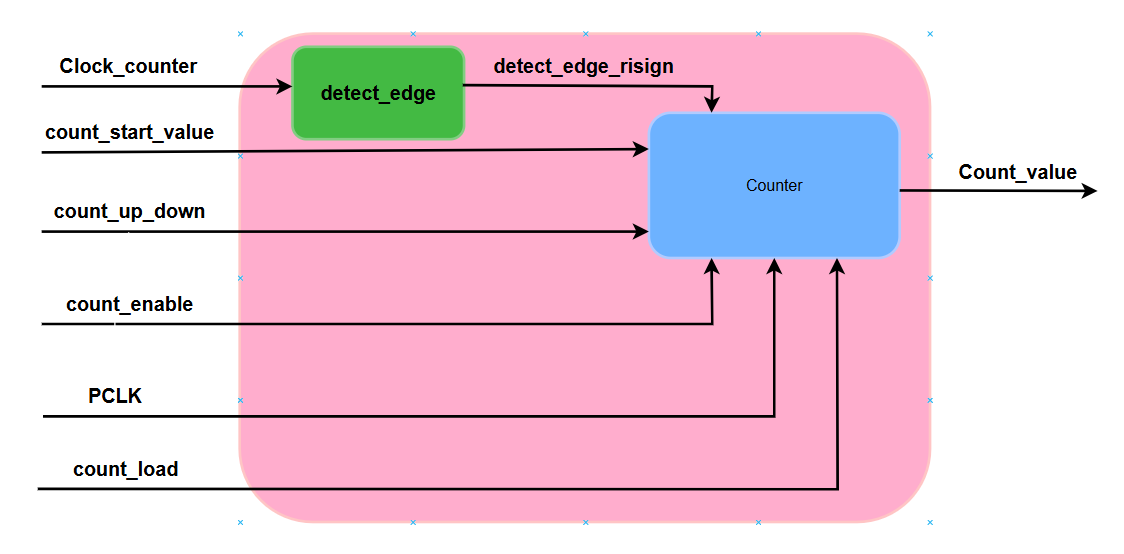 Clock_counter
detect_edge
detect_edge_risign
count_start_value
Counter
Count_value
count_up_down
count_enable
PCLK
count_load